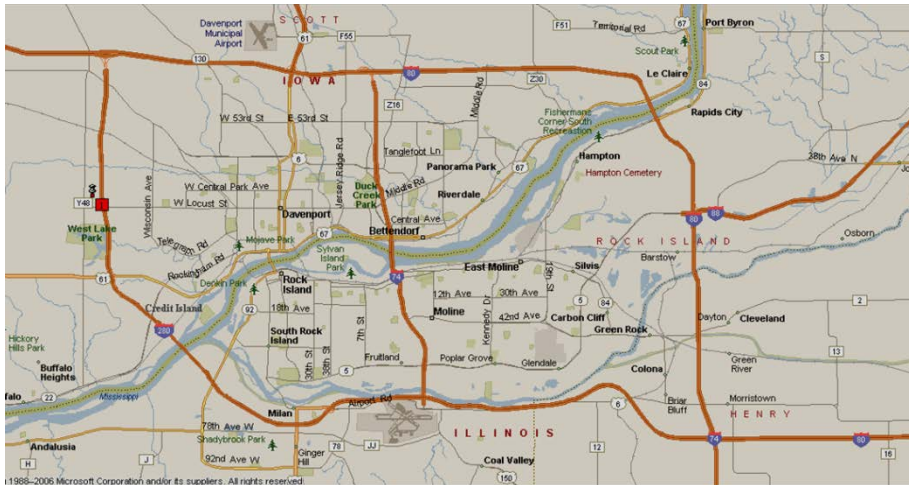 Davenport
Municipal
Airport
SCOTT
61
F55
F51
Territorial Rd
67
Port Byron
Scout Park
S
130
80
IOWA
Z16
Z30
Middle Rd
Le Claire
84
Rapids City
W 53rd St
E 53rd St
Jersey Ridge Rd
Fishermans
Corner South
Recreation
6
Tanglefoot Ln
67
Panorama Park
Hampton
38th Ave N
Wisconsin Ave
W Central Park Ave
Duck
Creek
Park
Middle Rd
Riverdale
Hampton Cemetery
Y48
W Locust St
Davenport
Central Ave
80
88
West Lake
Park
Telegraph Rd
Mojave Park
67
Bettendorf
ROCK ISLAND
Osborn
Rockingham Rd
Sylvan
Island
Park
East Moline
Barstow
61
Denkin Park
Rock
Island
74
19th St
Silvis
Credit Island
92
18th Ave
12th Ave
30th Ave
5
84
2
Moline
42nd Ave
Carbon Cliff
Dayton
Cleveland
280
South Rock
Island
7th St
Kennedy Dr
Green Rock
Hickory
Hills Park
30th St
38th St
13
Buffalo
Heights
Fruitland
5
Poplar Grove
Glendale
Colona
Green
River
Mississippi
22
Airport Rd
6
Briar
Bluff
Morristown
Milan
HENRY
78th Ave W
Andalusia
Shadybrook Park
ILLINOIS
74
80
H
J
92nd Ave W
Ginger
Hill
78
JJ
Coal Valley
12
16
150
1988–2006 Microsoft Corporation and/or its suppliers. All rights reserved